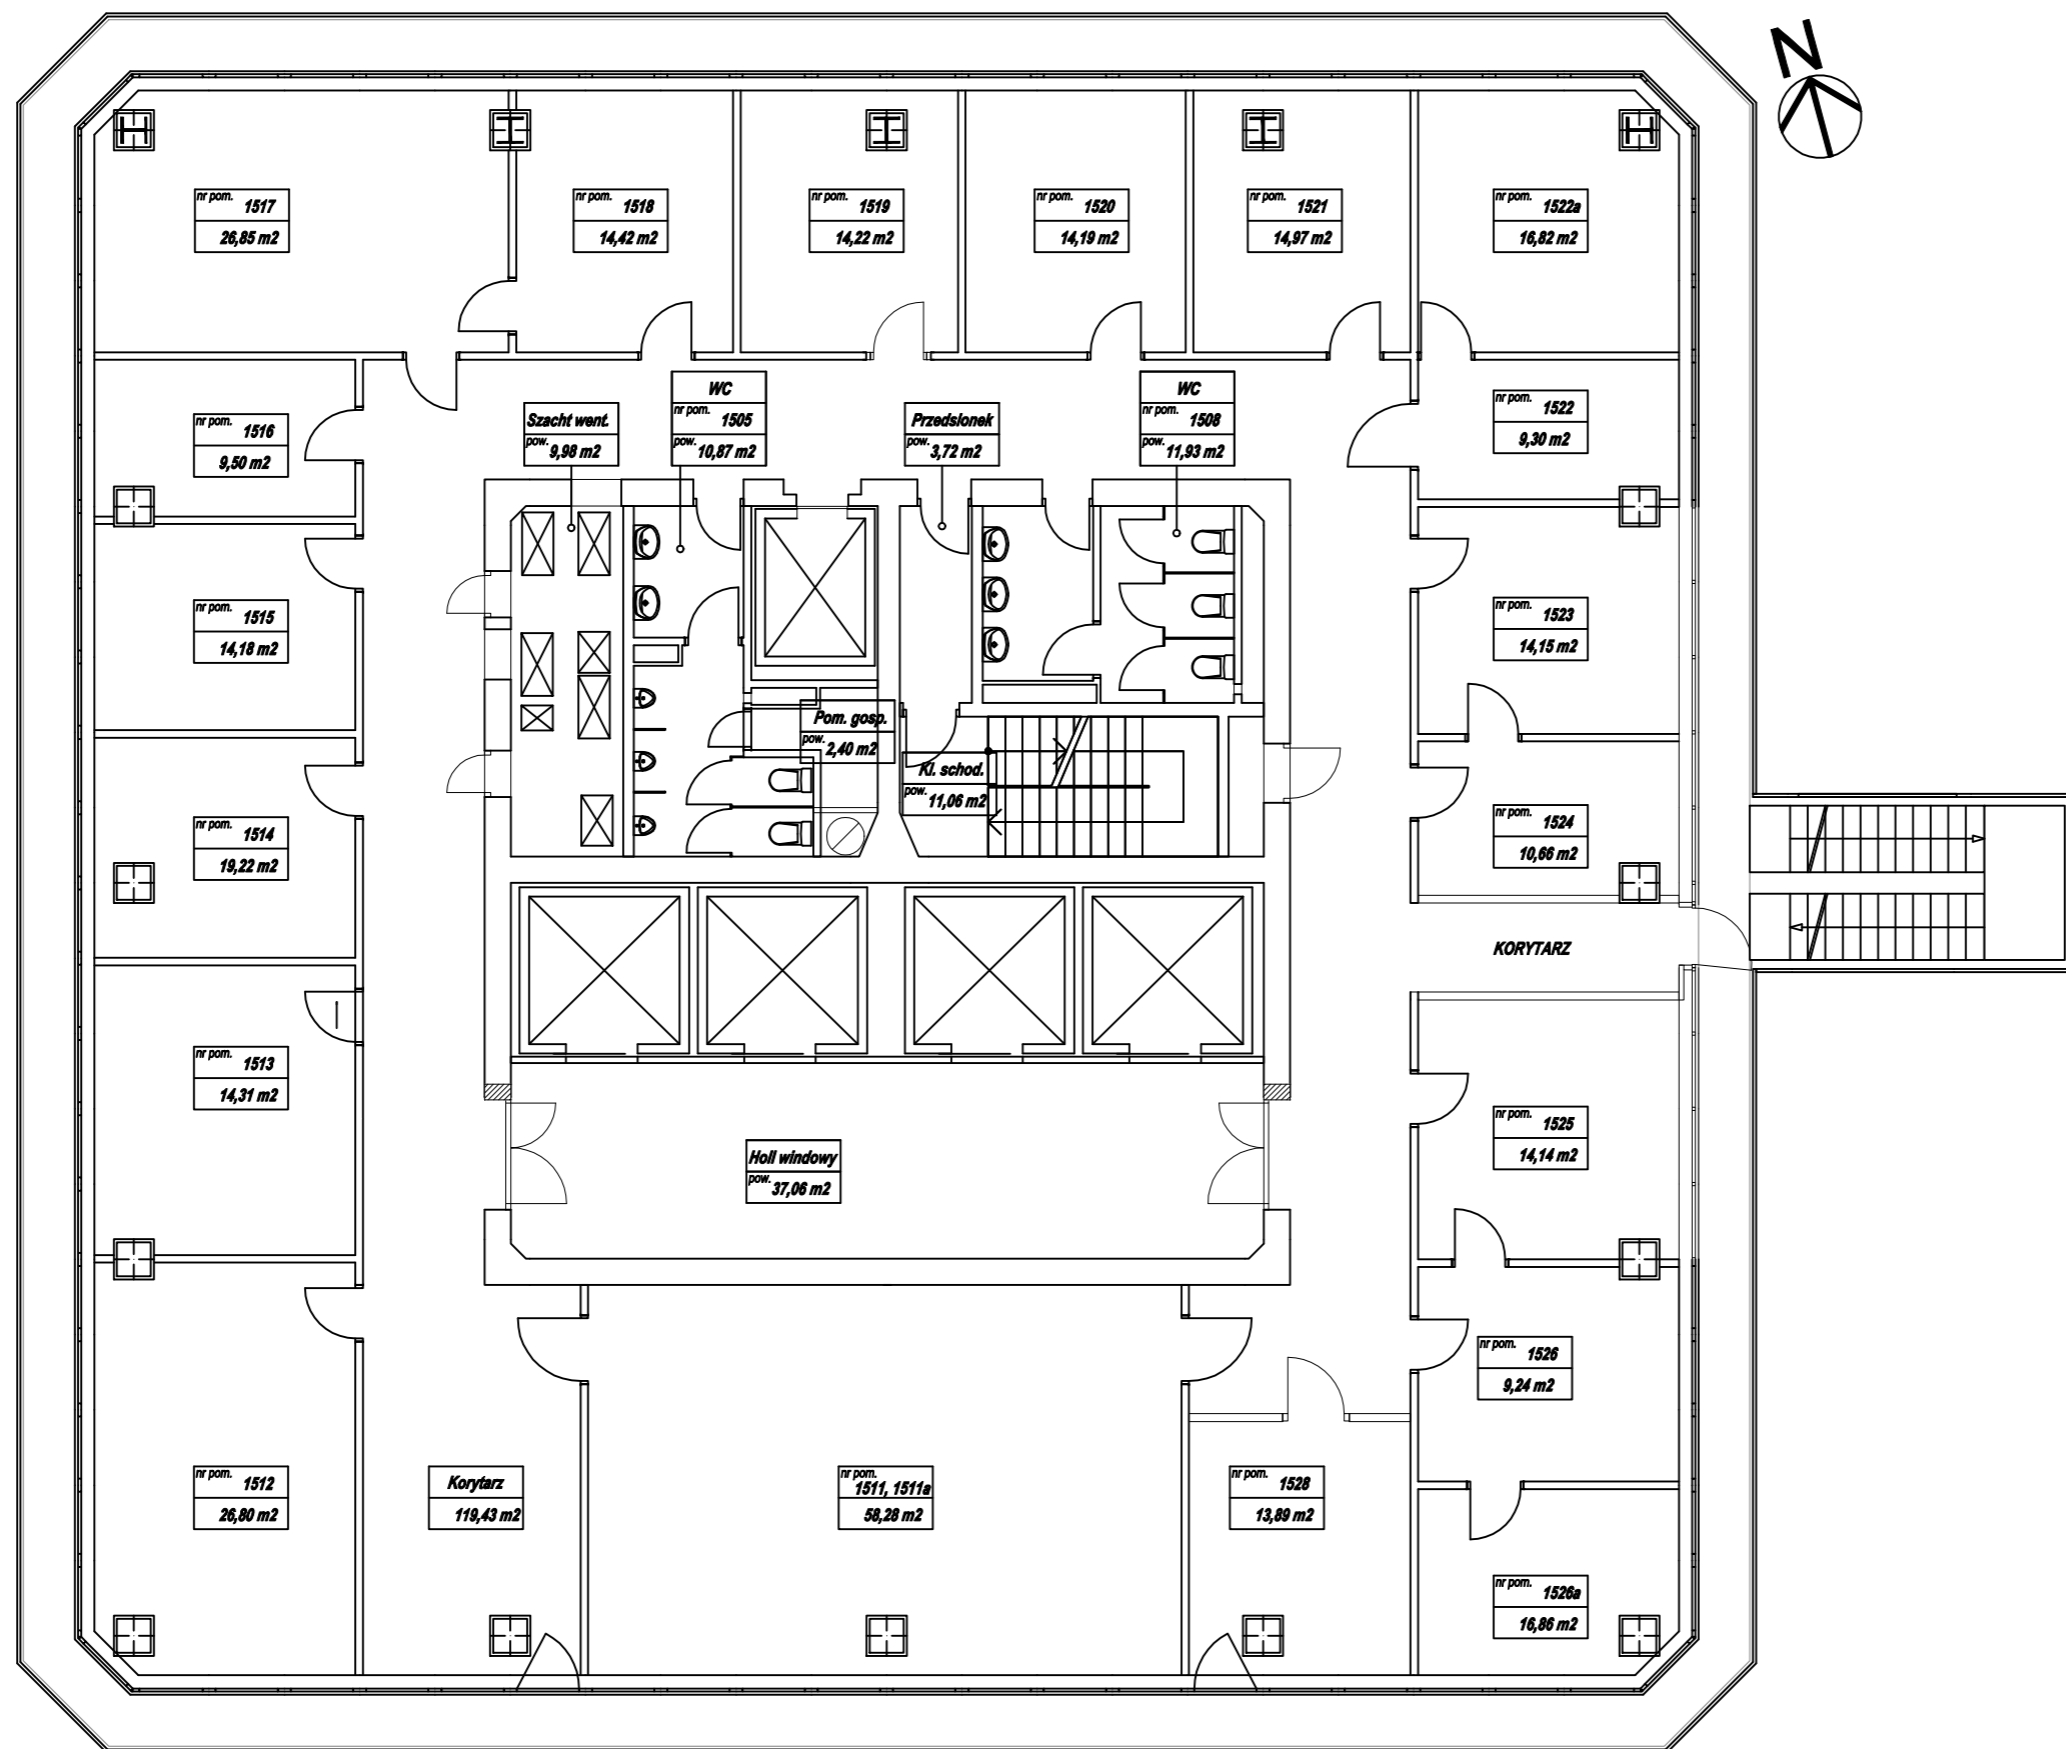 N
nr pom. 1517
26,85 m2
nr pom. 1518
14,42 m2
nr pom. 1519
14,22 m2
nr pom. 1520
14,19 m2
nr pom. 1521
14,97 m2
nr pom. 1522a
16,82 m2
nr pom. 1516
9,50 m2
Szacht went.
pow. 9,98 m2
WC
nr pom. 1505
pow. 10,87 m2
Przedsionek
pow. 3,72 m2
WC
nr pom. 1508
pow. 11,93 m2
nr pom. 1522
9,30 m2
nr pom. 1515
14,18 m2
nr pom. 1523
14,15 m2
Pom. gosp.
pow. 2,40 m2
Kl. schod.
pow. 11,06 m2
nr pom. 1514
19,22 m2
nr pom. 1524
10,66 m2
KORYTARZ
nr pom. 1513
14,31 m2
Holl windowy
pow. 37,06 m2
nr pom. 1525
14,14 m2
nr pom. 1526
9,24 m2
nr pom. 1512
26,80 m2
Korytarz
119,43 m2
nr pom.
1511, 1511a
58,28 m2
nr pom. 1528
13,89 m2
nr pom. 1526a
16,86 m2